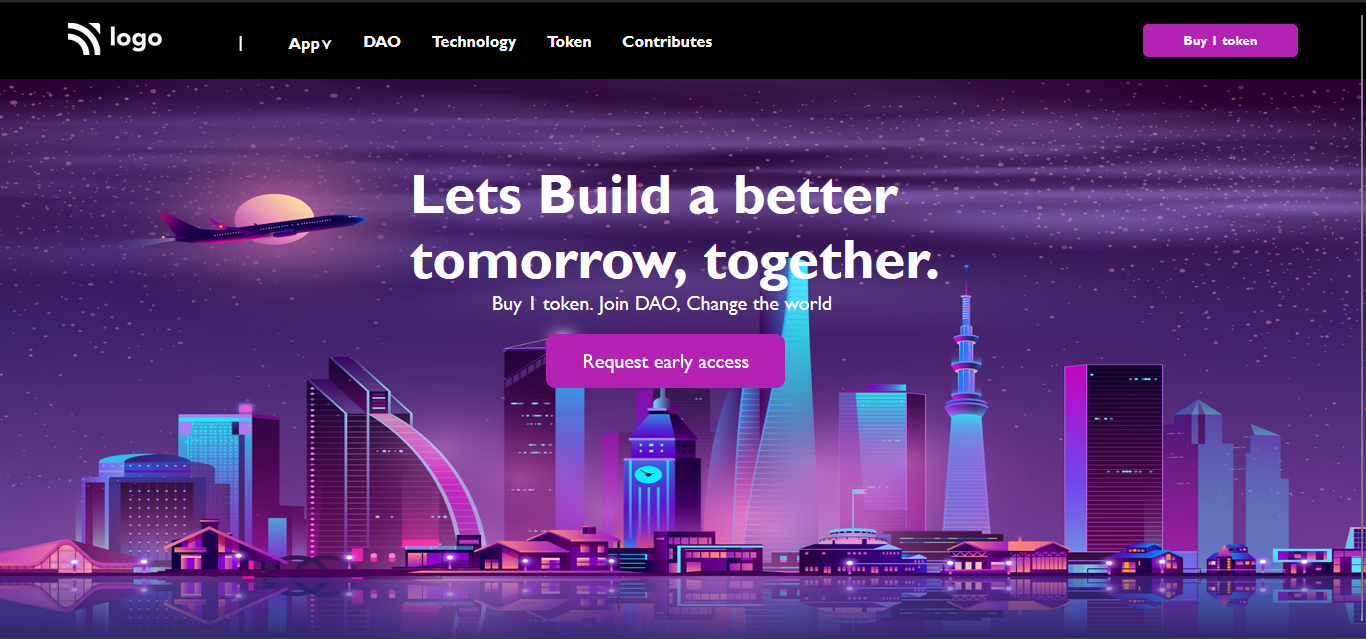 logo | App v DAO Technology Token Contributes Buy 1 token
Lets Build a better
tomorrow, together.
Buy 1 token. Join DAO, Change the world
Request early access